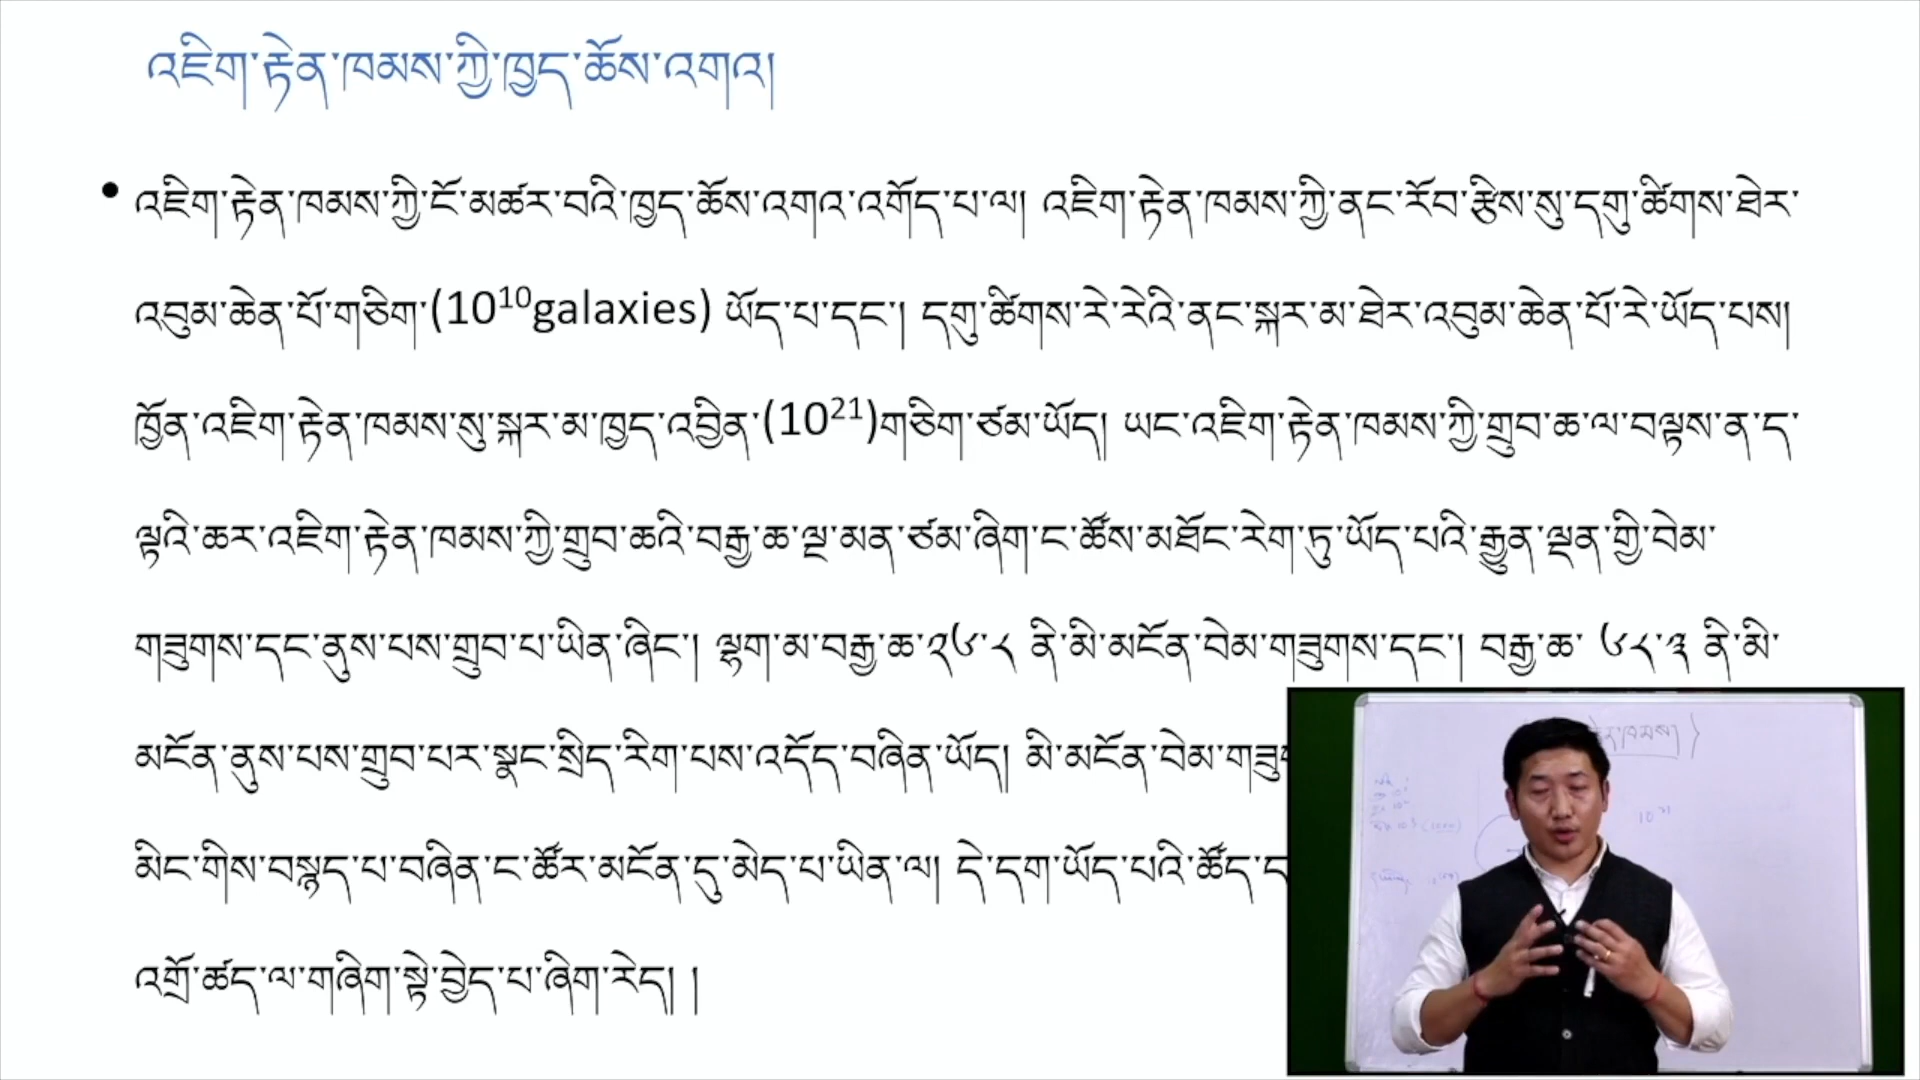 འཇིག་རྟེན་ཁམས་ཀྱི་ཁྱད་ཆོས་འགའ།
• འཇིག་རྟེན་ཁམས་ཀྱི་ངོ་མཚར་བའི་ཁྱད་ཆོས་འགའ་འགོད་པ་ལ། འཇིག་རྟེན་ཁམས་ཀྱི་ནང་རོབ་རྩིས་སུ་དགུ་ཚིགས་ཐེར་
འབུམ་ཆེན་པོ་གཅིག་(10¹⁰galaxies) ཡོད་པ་དང་། དགུ་ཚིགས་རེ་རེའི་ནང་སྐར་མ་ཐེར་འབུམ་ཆེན་པོ་རེ་ཡོད་པས།
ཁྱོན་འཇིག་རྟེན་ཁམས་སུ་སྐར་མ་ཁྱད་འབྱིན་(10²¹)གཅིག་ཙམ་ཡོད། ཡང་འཇིག་རྟེན་ཁམས་ཀྱི་གྲུབ་ཆ་ལ་བལྟས་ན་ད་
ལྟའི་ཆར་འཇིག་རྟེན་ཁམས་ཀྱི་གྲུབ་ཆའི་བརྒྱ་ཆ་ལྔ་མན་ཙམ་ཞིག་ང་ཚོས་མཐོང་རེག་ཏུ་ཡོད་པའི་རྒྱུན་ལྡན་གྱི་བེམ་
གཟུགས་དང་ནུས་པས་གྲུབ་པ་ཡིན་ཞིང་། ལྷག་མ་བརྒྱ་ཆ་༢༦་༨ ནི་མི་མངོན་བེམ་གཟུགས་དང་། བརྒྱ་ཆ་ ༦༨་༣ ནི་མི་
མངོན་ནུས་པས་གྲུབ་པར་སྣང་སྲིད་རིག་པས་འདོད་བཞིན་ཡོད། མི་མངོན་བེམ་
མིང་གིས་བསྙད་པ་བཞིན་ང་ཚོར་མངོན་དུ་མེད་པ་ཡིན་ལ། དེ་དག་ཡོད་པའི་ཚོད་
འགྲོ་ཚད་ལ་གཞིག་སྟེ་བྱེད་པ་ཞིག་རེད། །
10²¹